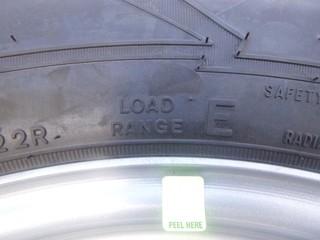 LOAD
RANGE E
SAFETY
22R
RADI
PEEL HERE